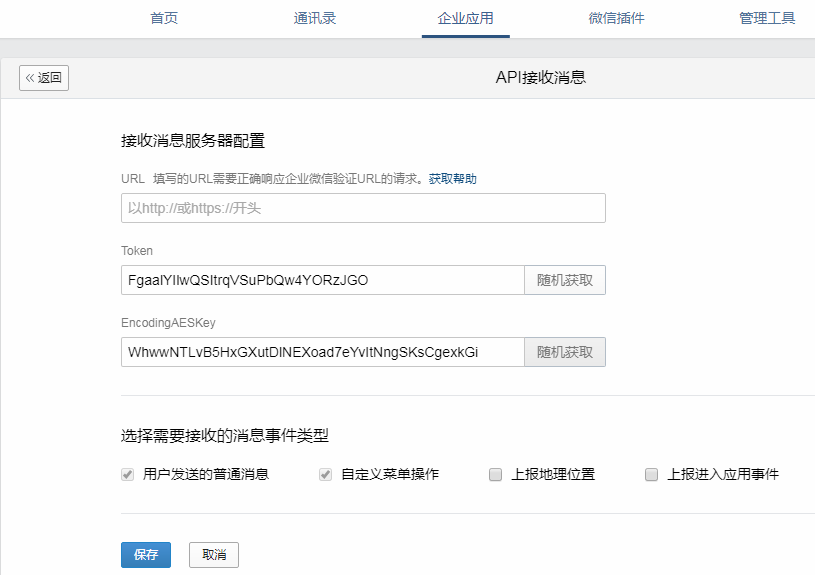 首页 通讯录 企业应用 微信插件 管理工具
« 返回 API接收消息
接收消息服务器配置
URL 填写的URL需要正确响应企业微信验证URL的请求。获取帮助
以http://或https://开头
Token
FgaalYIlwQSItrqVSuPbQw4YORzJGO 随机获取
EncodingAESKey
WhwwNTLvB5HxGXutDlNEXoad7eYvItNngSKsCgexkGi 随机获取
选择需要接收的消息事件类型
用户发送的普通消息 自定义菜单操作 上报地理位置 上报进入应用事件
保存 取消